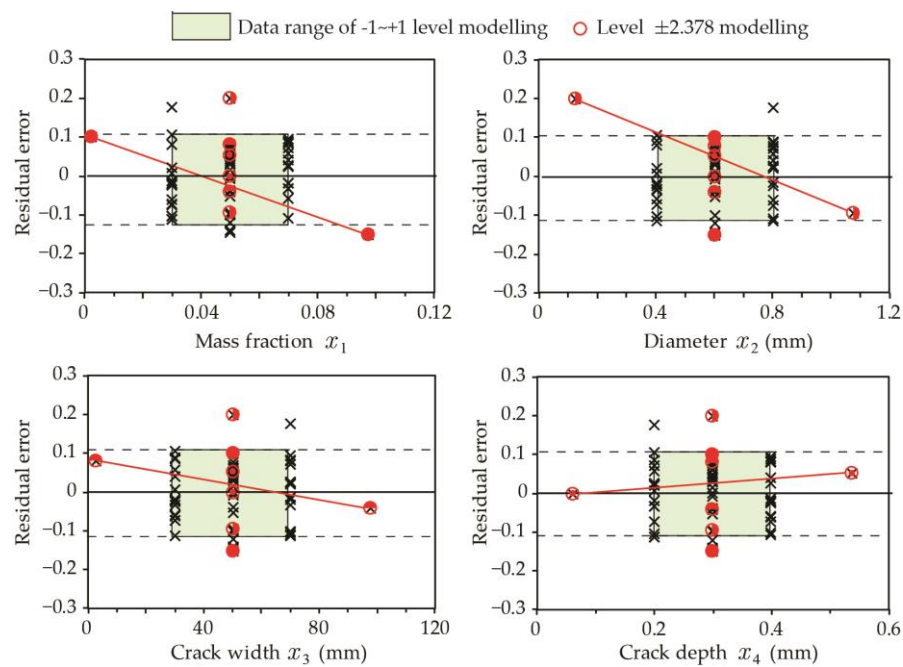 Data range of -1~+1 level modelling Level ±2.378 modelling
0.3 0.3
0.2 0.2
0.1 0.1
0 0
−0.1 −0.1
−0.2 −0.2
−0.3 −0.3
Residual error Residual error
0 0.04 0.08 0.12 0 0.4 0.8 1.2
Mass fraction x1 Diameter x2 (mm)
0.3 0.3
0.2 0.2
0.1 0.1
0 0
−0.1 −0.1
−0.2 −0.2
−0.3 −0.3
Residual error Residual error
0 40 80 120 0 0.2 0.4 0.6
Crack width x3 (mm) Crack depth x4 (mm)